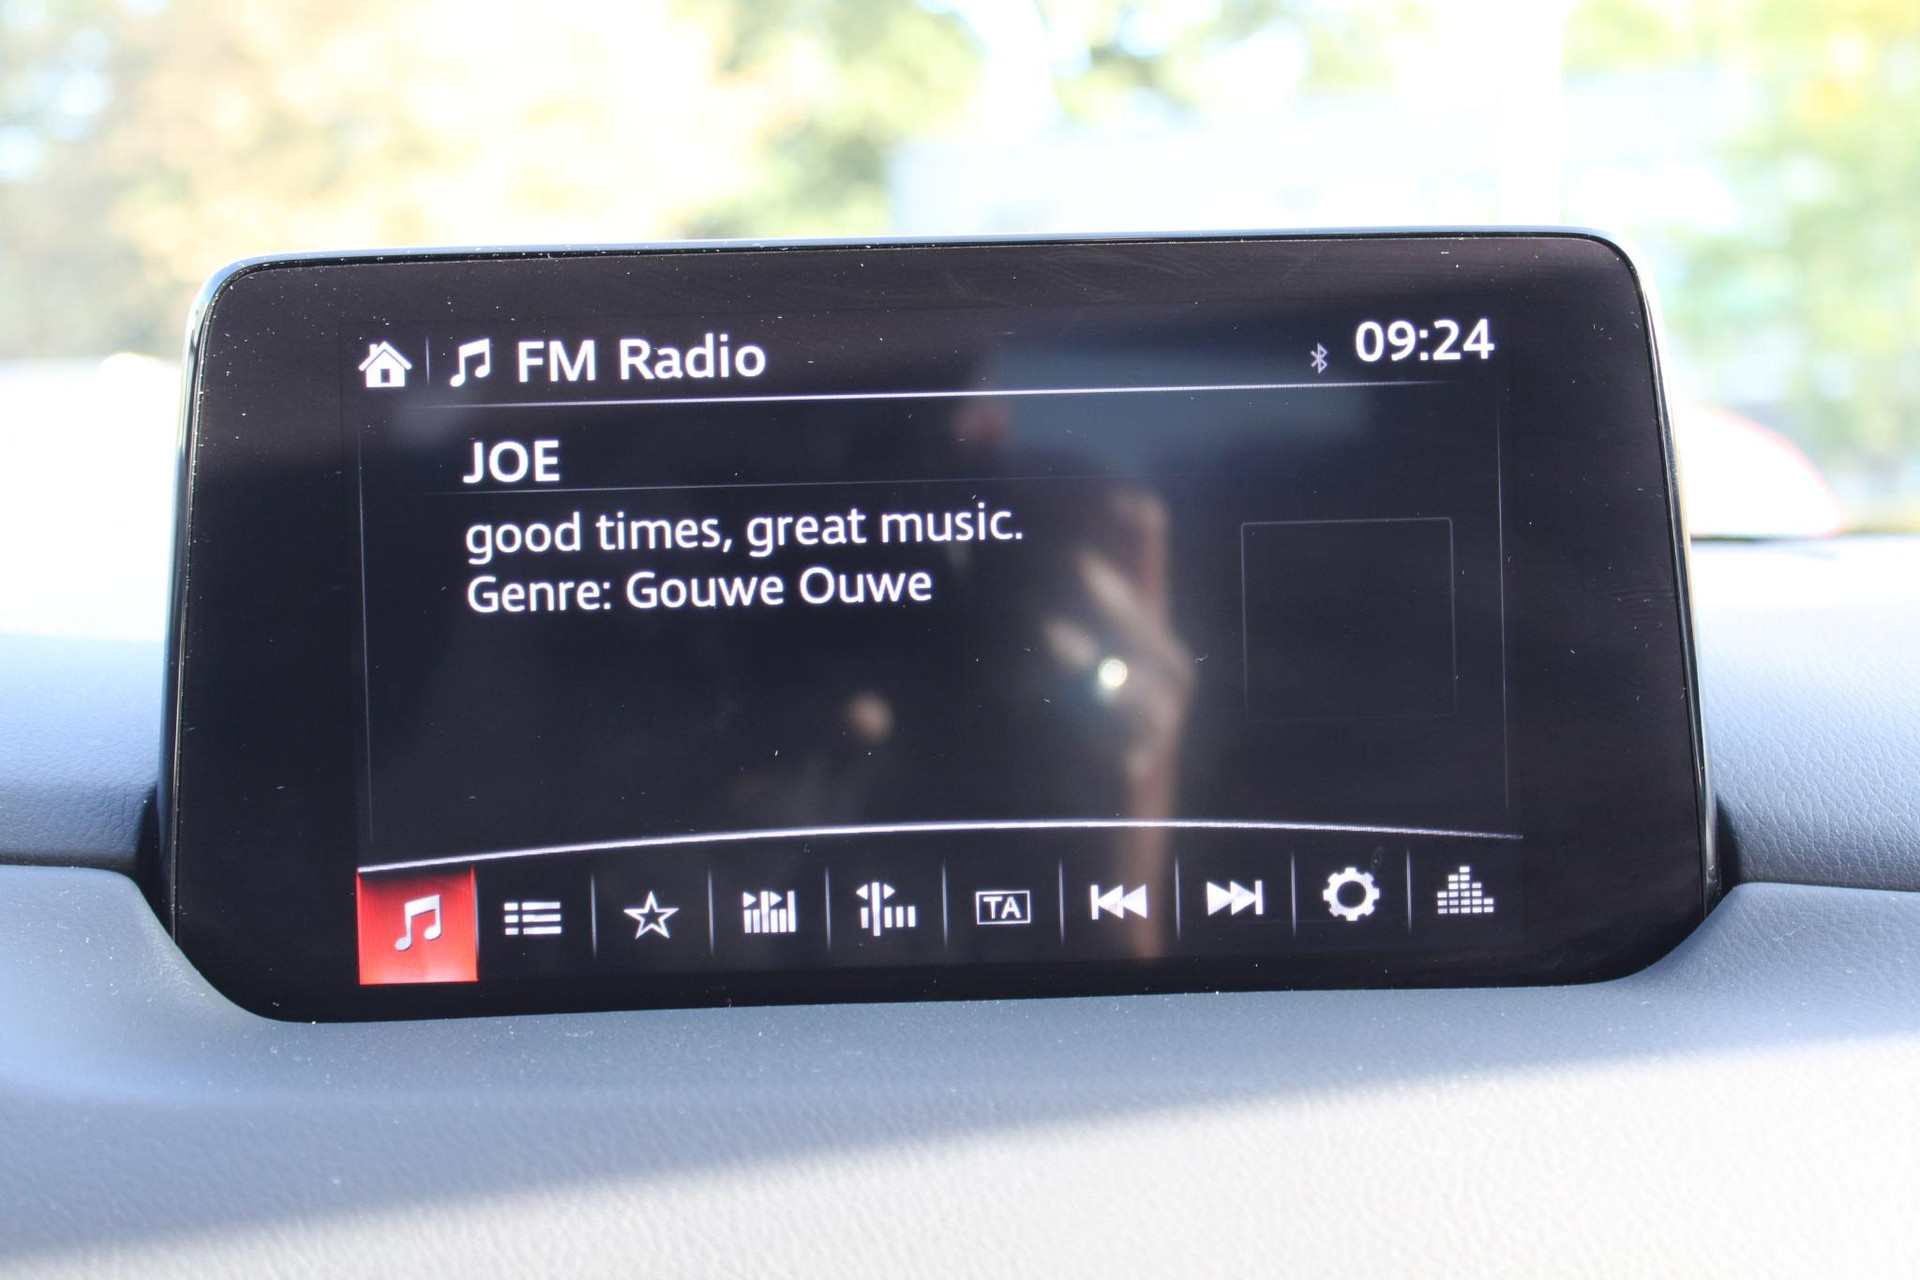 FM Radio
09:24
JOE
good times, great music.
Genre: Gouwe Ouwe
TA